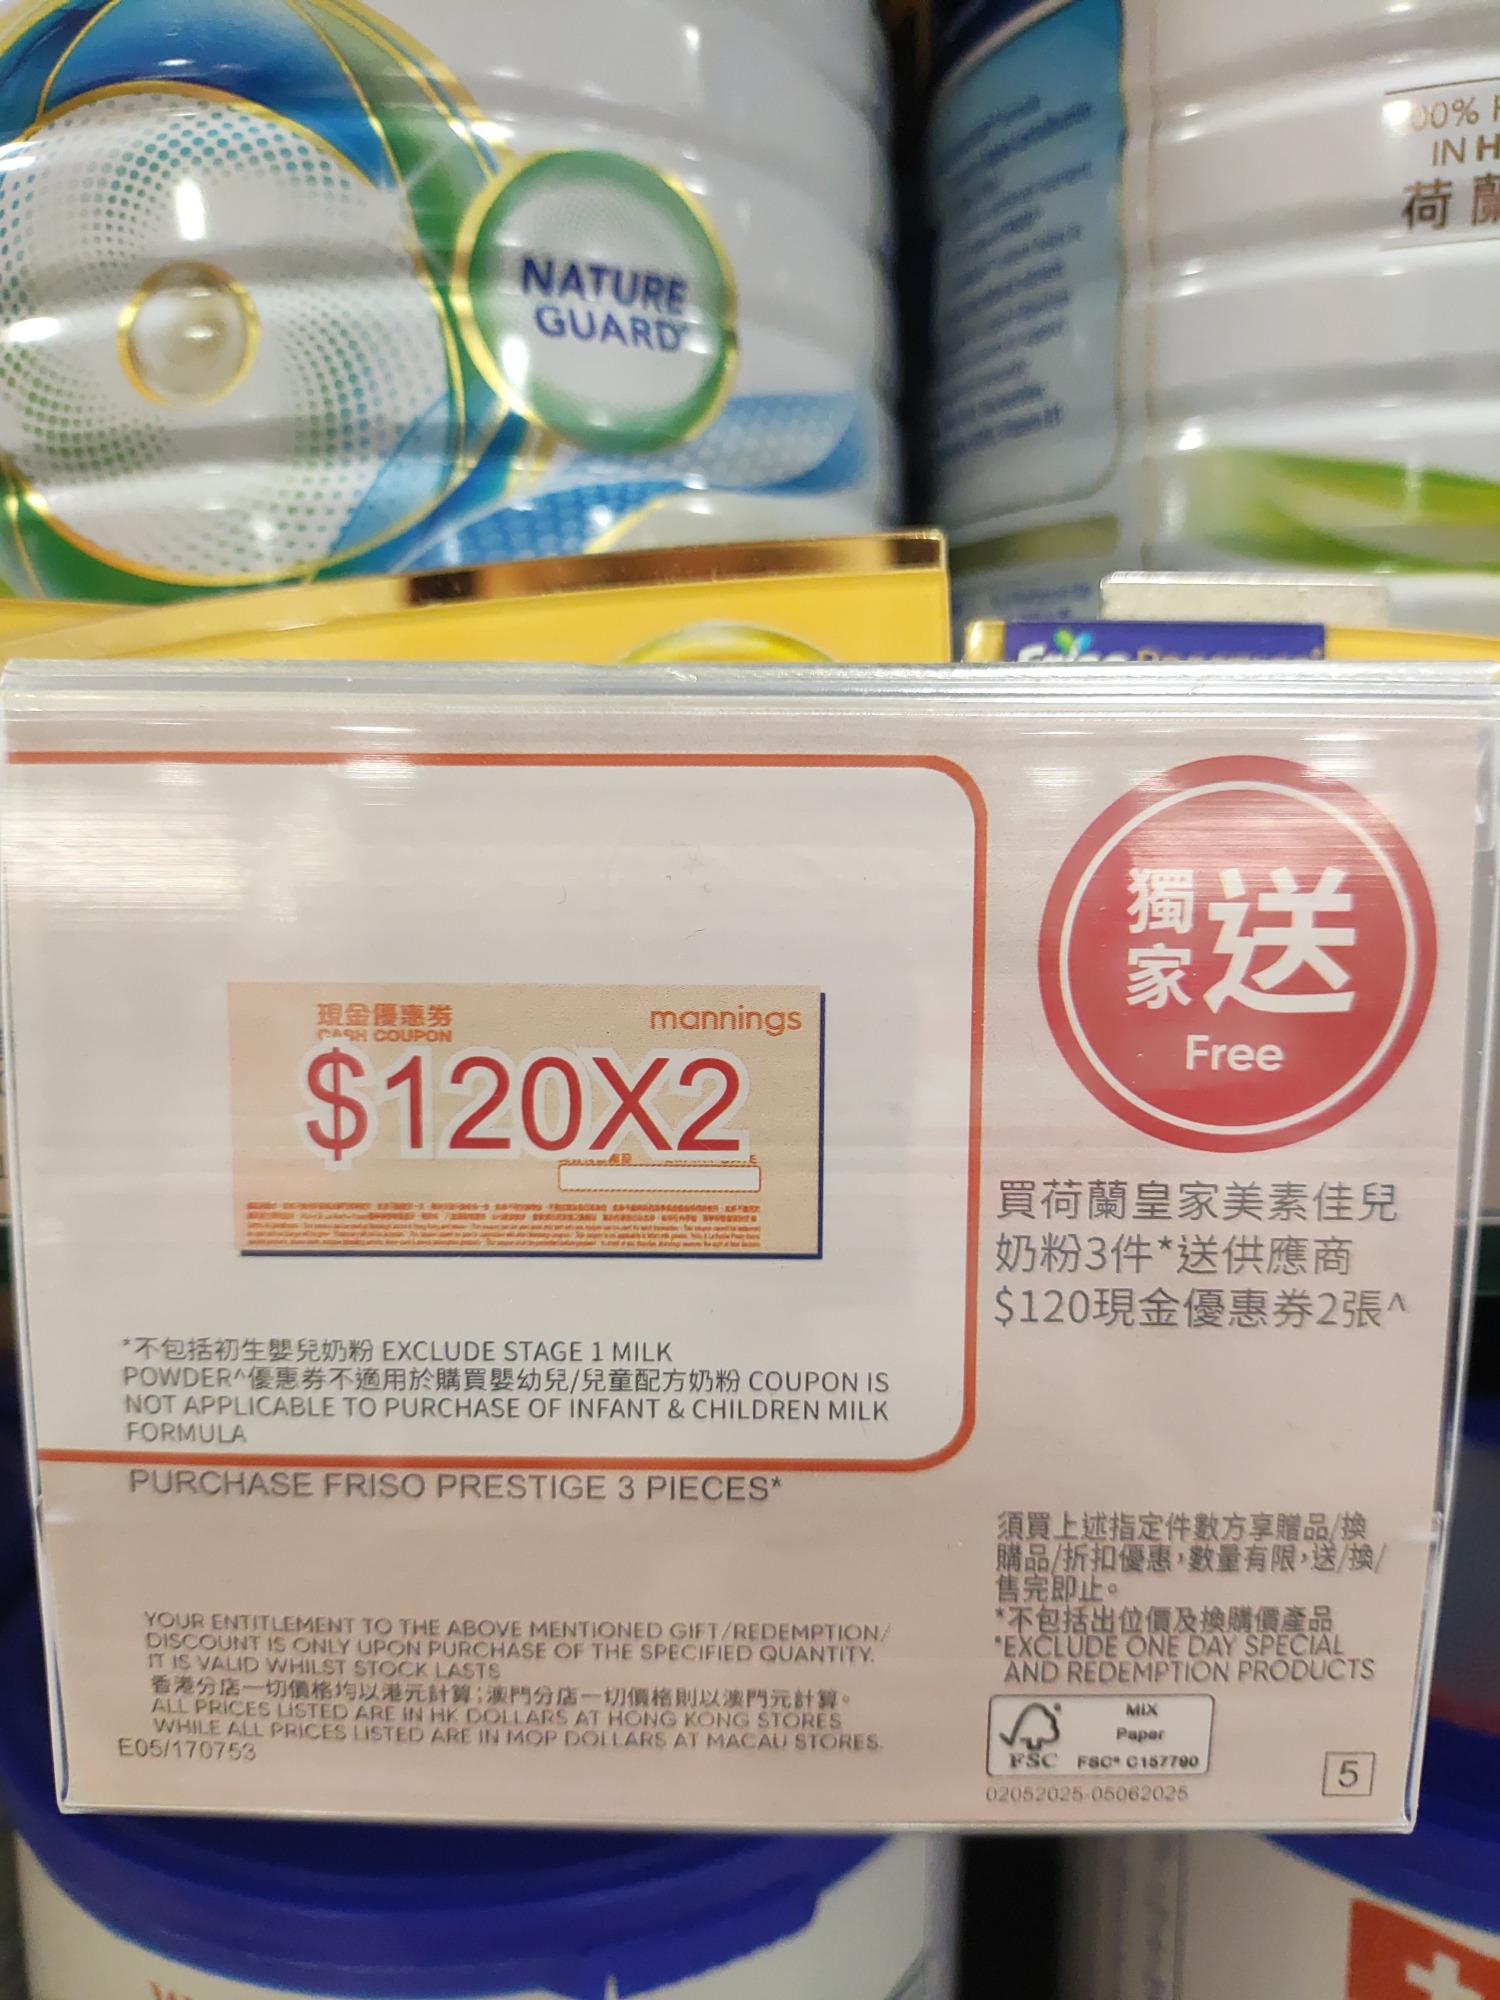 NATURE
GUARD
00%
IN H
荷蘭
現金優惠券
CASH COUPON
mannings
$120X2
獨家送
Free
買荷蘭皇家美素佳兒
奶粉3件*送供應商
$120現金優惠券2張^
*不包括初生嬰兒奶粉 EXCLUDE STAGE 1 MILK
POWDER^優惠券不適用於購買嬰幼兒/兒童配方奶粉 COUPON IS
NOT APPLICABLE TO PURCHASE OF INFANT & CHILDREN MILK
FORMULA
PURCHASE FRISO PRESTIGE 3 PIECES*
須買上述指定件數方享贈品/換
購品/折扣優惠，數量有限，送/換/
售完即止。
*不包括出位價及換購價產品
*EXCLUDE ONE DAY SPECIAL
AND REDEMPTION PRODUCTS
YOUR ENTITLEMENT TO THE ABOVE MENTIONED GIFT/REDEMPTION/
DISCOUNT IS ONLY UPON PURCHASE OF THE SPECIFIED QUANTITY.
IT IS VALID WHILST STOCK LASTS
香港分店一切價格均以港元計算；澳門分店一切價格則以澳門元計算。
ALL PRICES LISTED ARE IN HK DOLLARS AT HONG KONG STORES
WHILE ALL PRICES LISTED ARE IN MOP DOLLARS AT MACAU STORES.
E05/170753
MIX
Paper
FSC
FSC® C157790
02052025-05062025
5